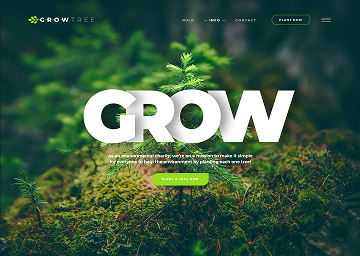 GROWTREE
MAIN
INFO
CONTACT
PLANT NOW
GROW
As an environmental charity, we're on a mission to make it simple
for everyone to help the environment by planting each one tree!
PLANT A TREE NOW